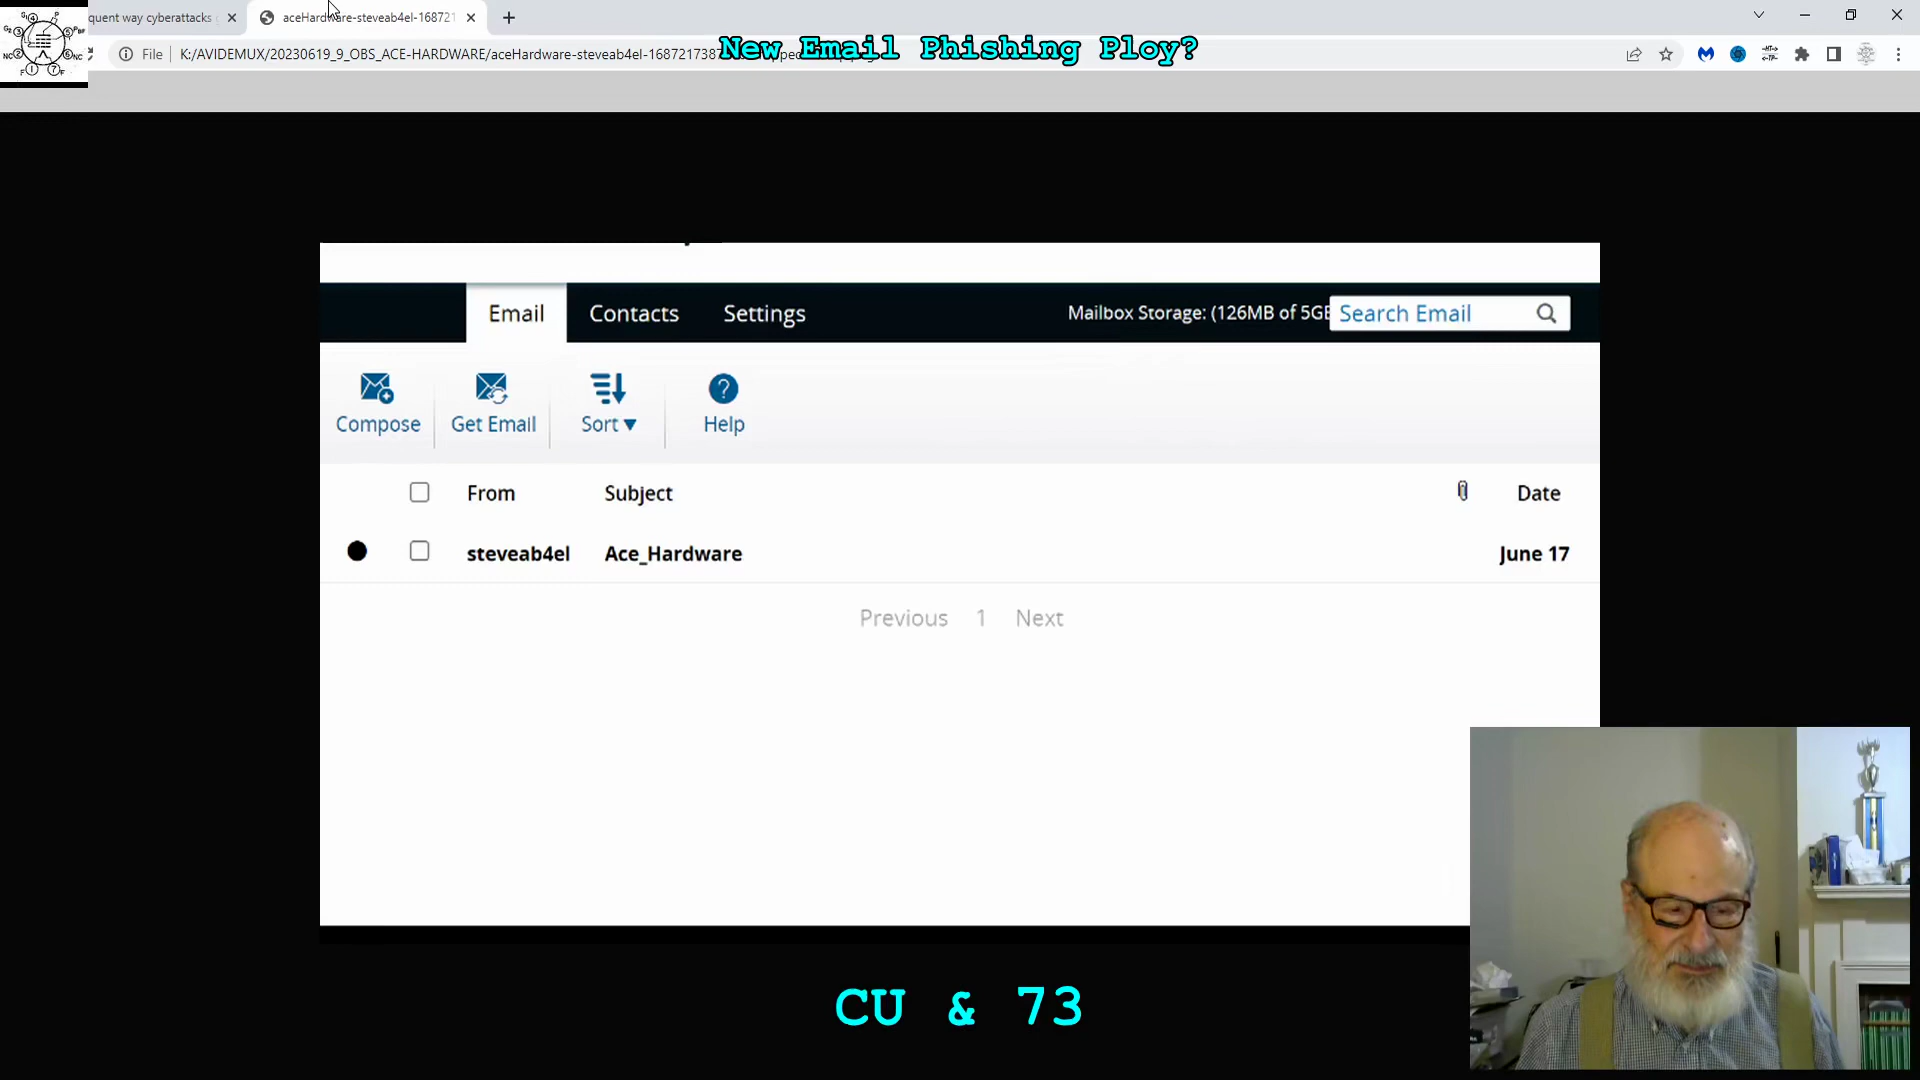 quent way cyberattacks
aceHardware-steveab4el-168721
File
K:/AVIDEMUX/20230619_9_OBS_ACE-HARDWARE/aceHardware-steveab4el-168721738
New Email Phishing Ploy?
Email
Contacts
Settings
Mailbox Storage: (126MB of 5GB
Search Email
Compose
Get Email
Sort ▼
Help
From
Subject
Date
steveab4el
Ace_Hardware
June 17
Previous 1 Next
CU & 73